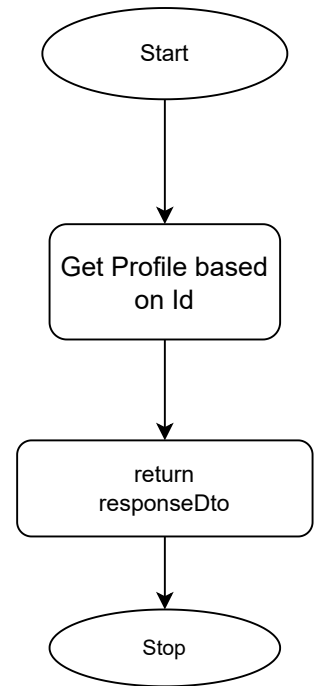 Start
Get Profile based
on Id
return
responseDto
Stop